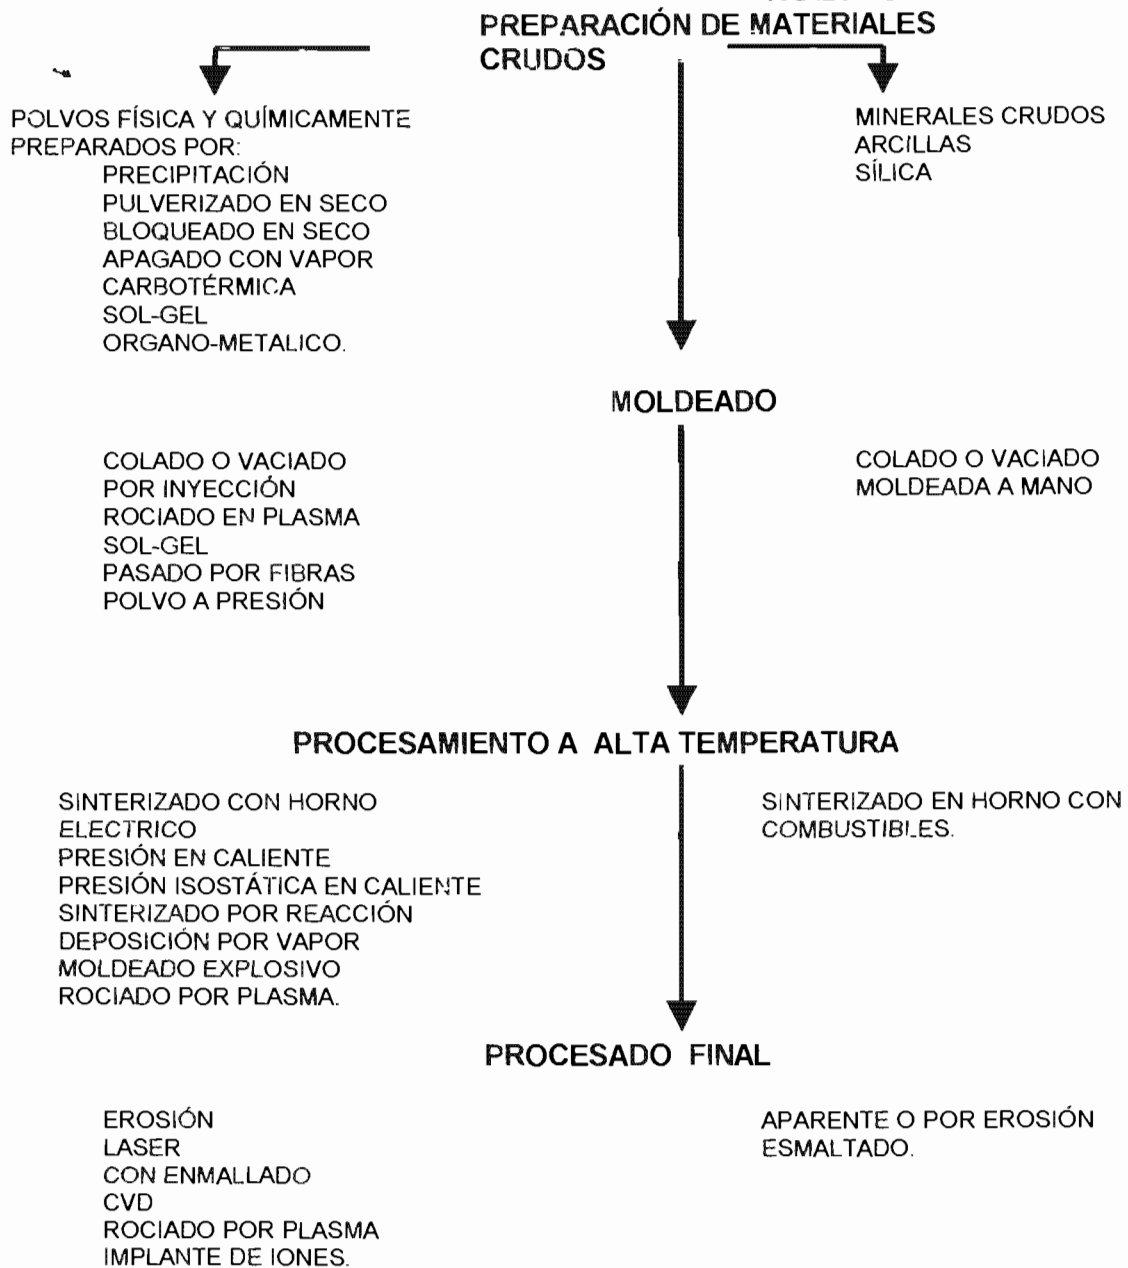 PREPARACIÓN DE MATERIALES
CRUDOS
POLVOS FÍSICA Y QUÍMICAMENTE
PREPARADOS POR:
PRECIPITACIÓN
PULVERIZADO EN SECO
BLOQUEADO EN SECO
APAGADO CON VAPOR
CARBOTÉRMICA
SOL-GEL
ORGANO-METALICO.
MINERALES CRUDOS
ARCILLAS
SÍLICA
MOLDEADO
COLADO O VACIADO
POR INYECCIÓN
ROCIADO EN PLASMA
SOL-GEL
PASADO POR FIBRAS
POLVO A PRESIÓN
COLADO O VACIADO
MOLDEADA A MANO
PROCESAMIENTO A ALTA TEMPERATURA
SINTERIZADO CON HORNO
ELECTRICO
PRESIÓN EN CALIENTE
PRESIÓN ISOSTÁTICA EN CALIENTE
SINTERIZADO POR REACCIÓN
DEPOSICIÓN POR VAPOR
MOLDEADO EXPLOSIVO
ROCIADO POR PLASMA.
SINTERIZADO EN HORNO CON
COMBUSTIBLES.
PROCESADO FINAL
EROSIÓN
LASER
CON ENMALLADO
CVD
ROCIADO POR PLASMA
IMPLANTE DE IONES.
APARENTE O POR EROSIÓN
ESMALTADO.